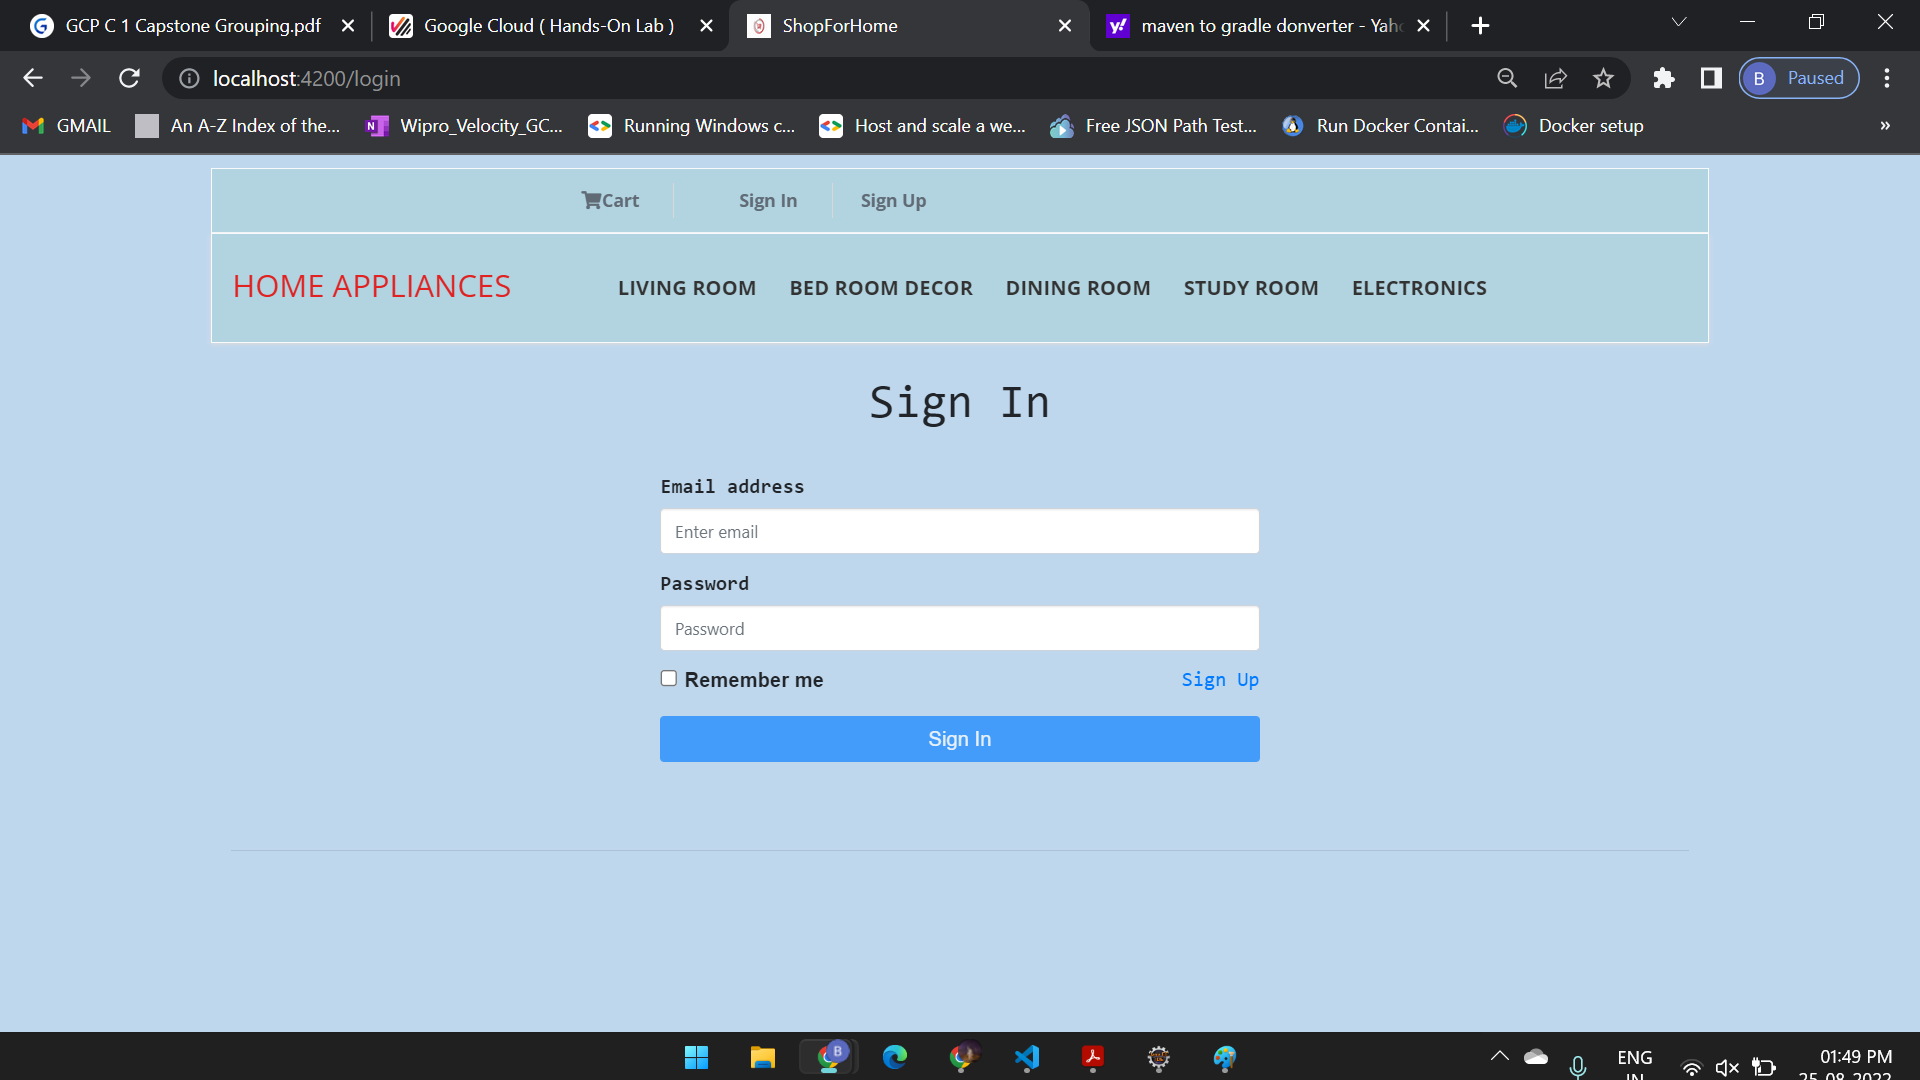 GCP C 1 Capstone Grouping.pdf
Google Cloud ( Hands-On Lab )
ShopForHome
maven to gradle donverter - Yah
localhost:4200/login
B Paused
GMAIL
An A-Z Index of the...
Wipro_Velocity_GC...
Running Windows c...
Host and scale a we...
Free JSON Path Test...
Run Docker Contai...
Docker setup
»
Cart
Sign In
Sign Up
HOME APPLIANCES
LIVING ROOM
BED ROOM DECOR
DINING ROOM
STUDY ROOM
ELECTRONICS
Sign In
Email address
Enter email
Password
Password
Remember me
Sign Up
Sign In
ENG
IN
01:49 PM
25-08-2022